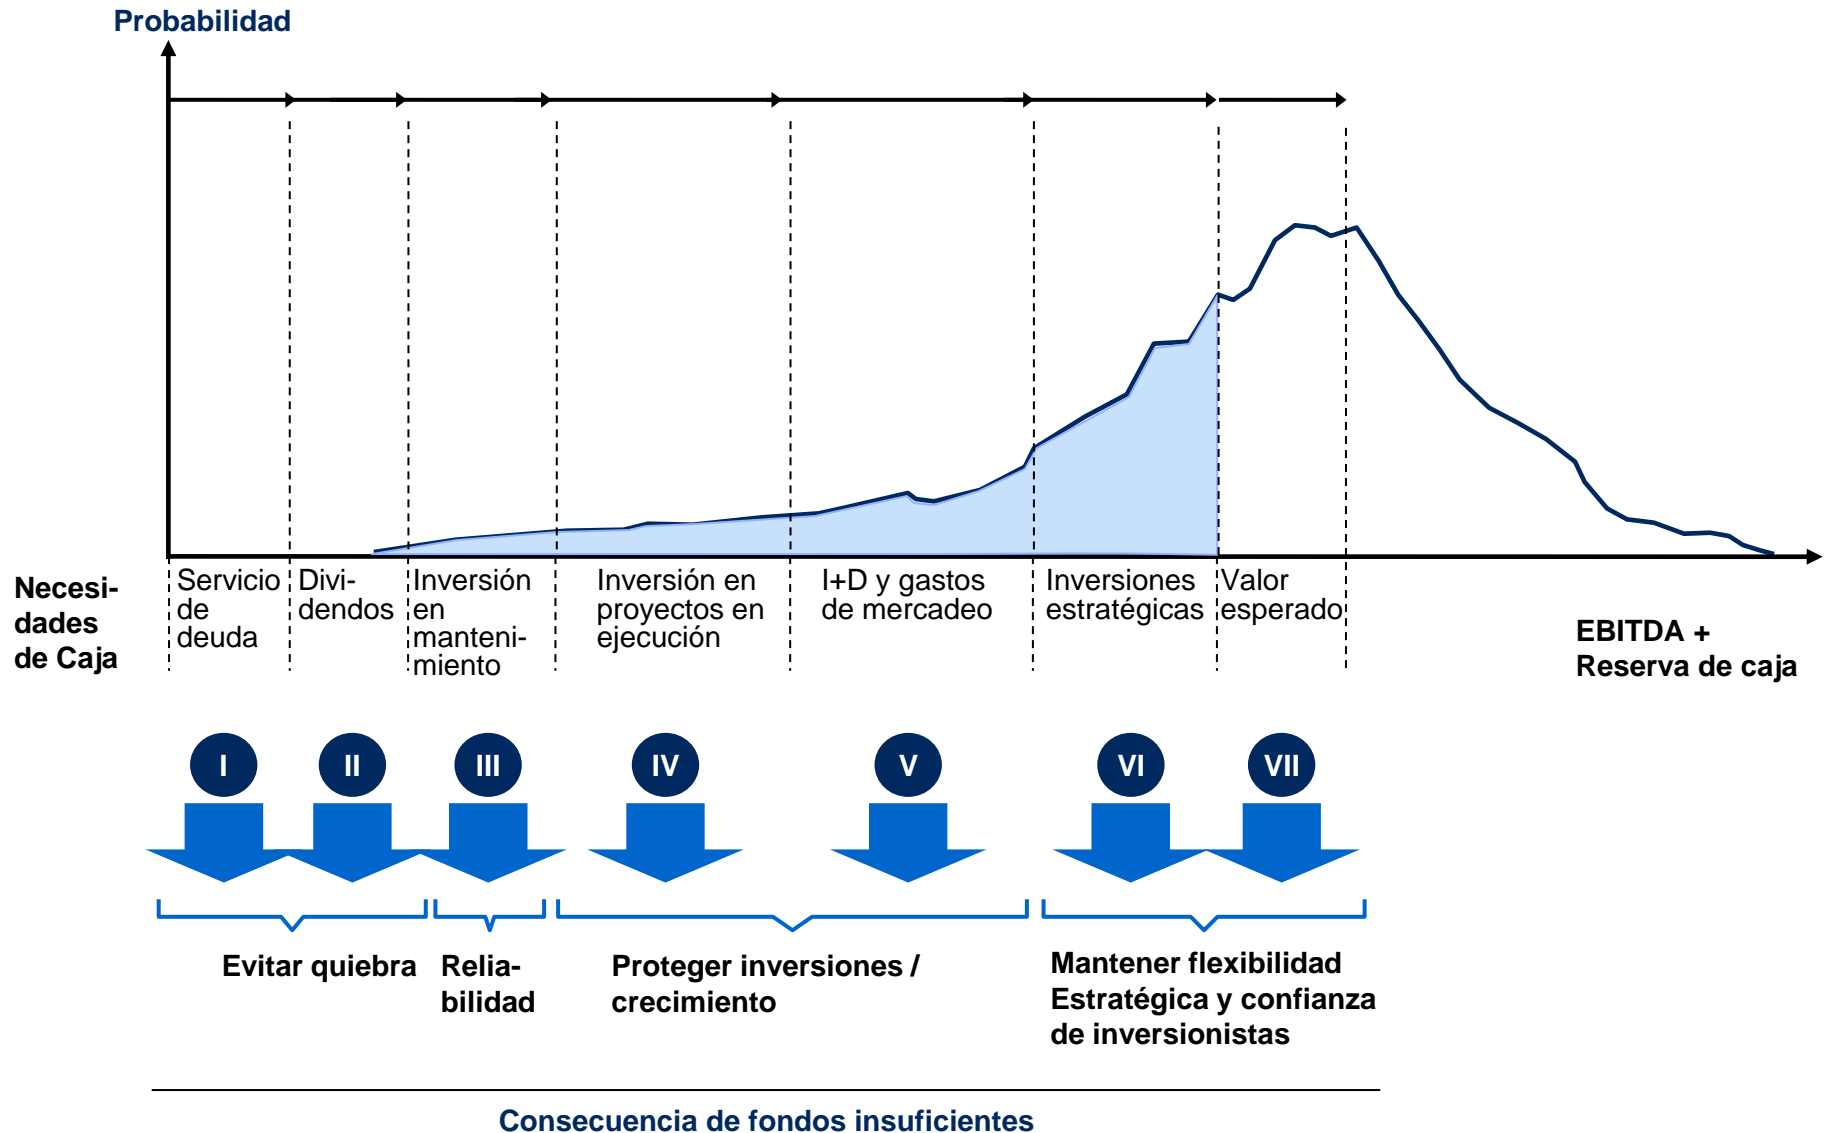 Probabilidad
Necesi-
dades
de Caja
Servicio
de
deuda
Divi-
dendos
Inversión
en
manteni-
miento
Inversión en
proyectos en
ejecución
I+D y gastos
de mercadeo
Inversiones
estratégicas
Valor
esperado
EBITDA +
Reserva de caja
I
II
III
IV
V
VI
VII
Evitar quiebra
Relia-
bilidad
Proteger inversiones /
crecimiento
Mantener flexibilidad
Estratégica y confianza
de inversionistas
Consecuencia de fondos insuficientes